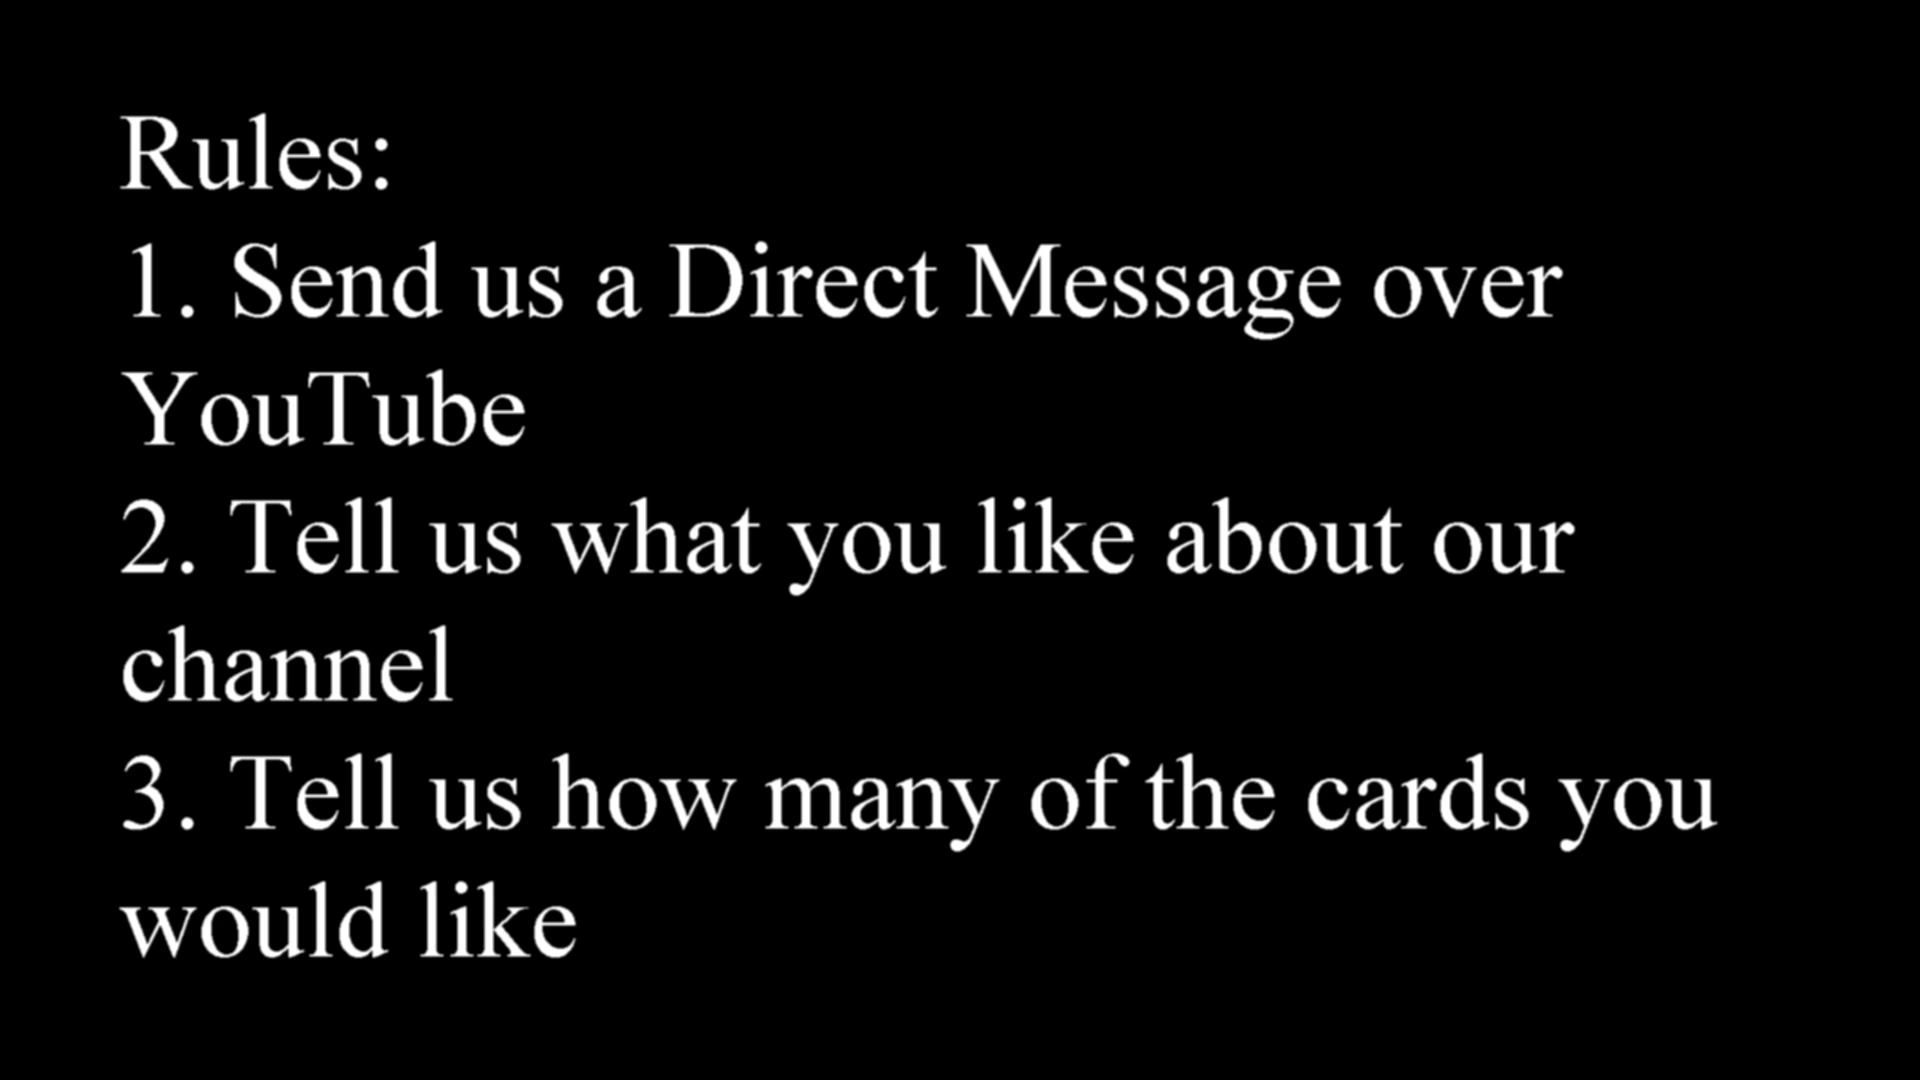 Rules:
1. Send us a Direct Message over
YouTube
2. Tell us what you like about our
channel
3. Tell us how many of the cards you
would like